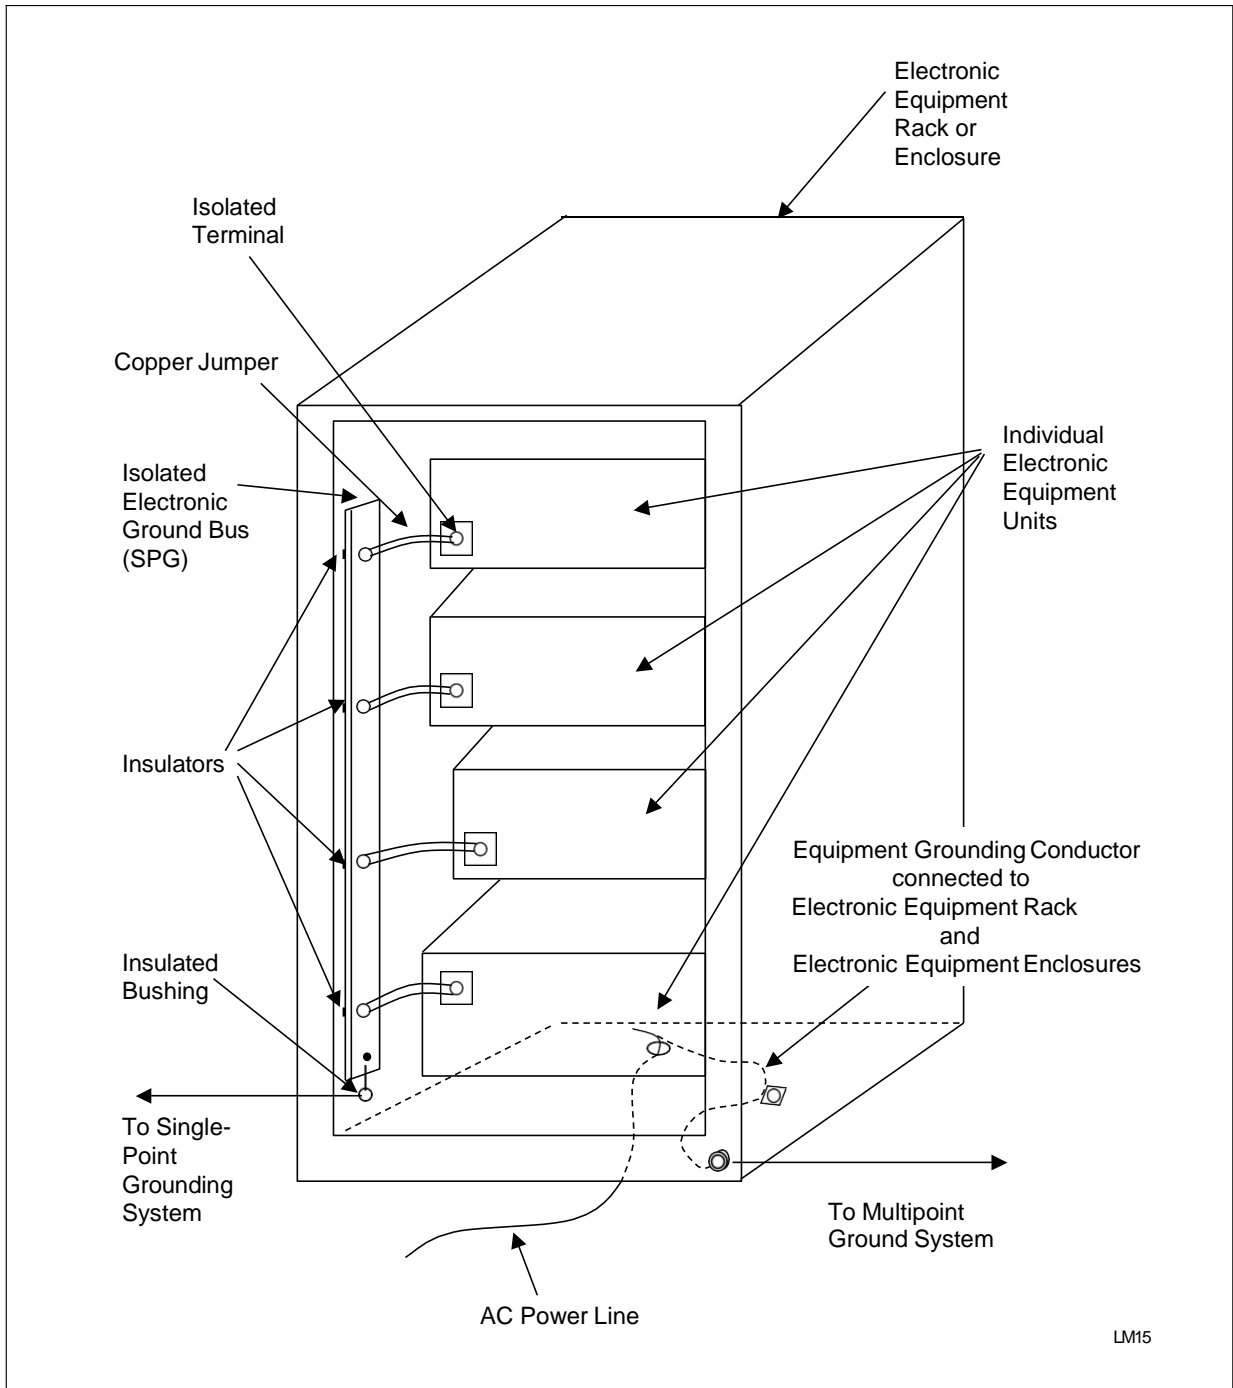 Electronic
Equipment
Rack or
Enclosure
Isolated
Terminal
Copper Jumper
Isolated
Electronic
Ground Bus
(SPG)
Individual
Electronic
Equipment
Units
Insulators
Equipment Grounding Conductor
connected to
Electronic Equipment Rack
and
Electronic Equipment Enclosures
Insulated
Bushing
To Single-
Point
Grounding
System
To Multipoint
Ground System
AC Power Line
LM15